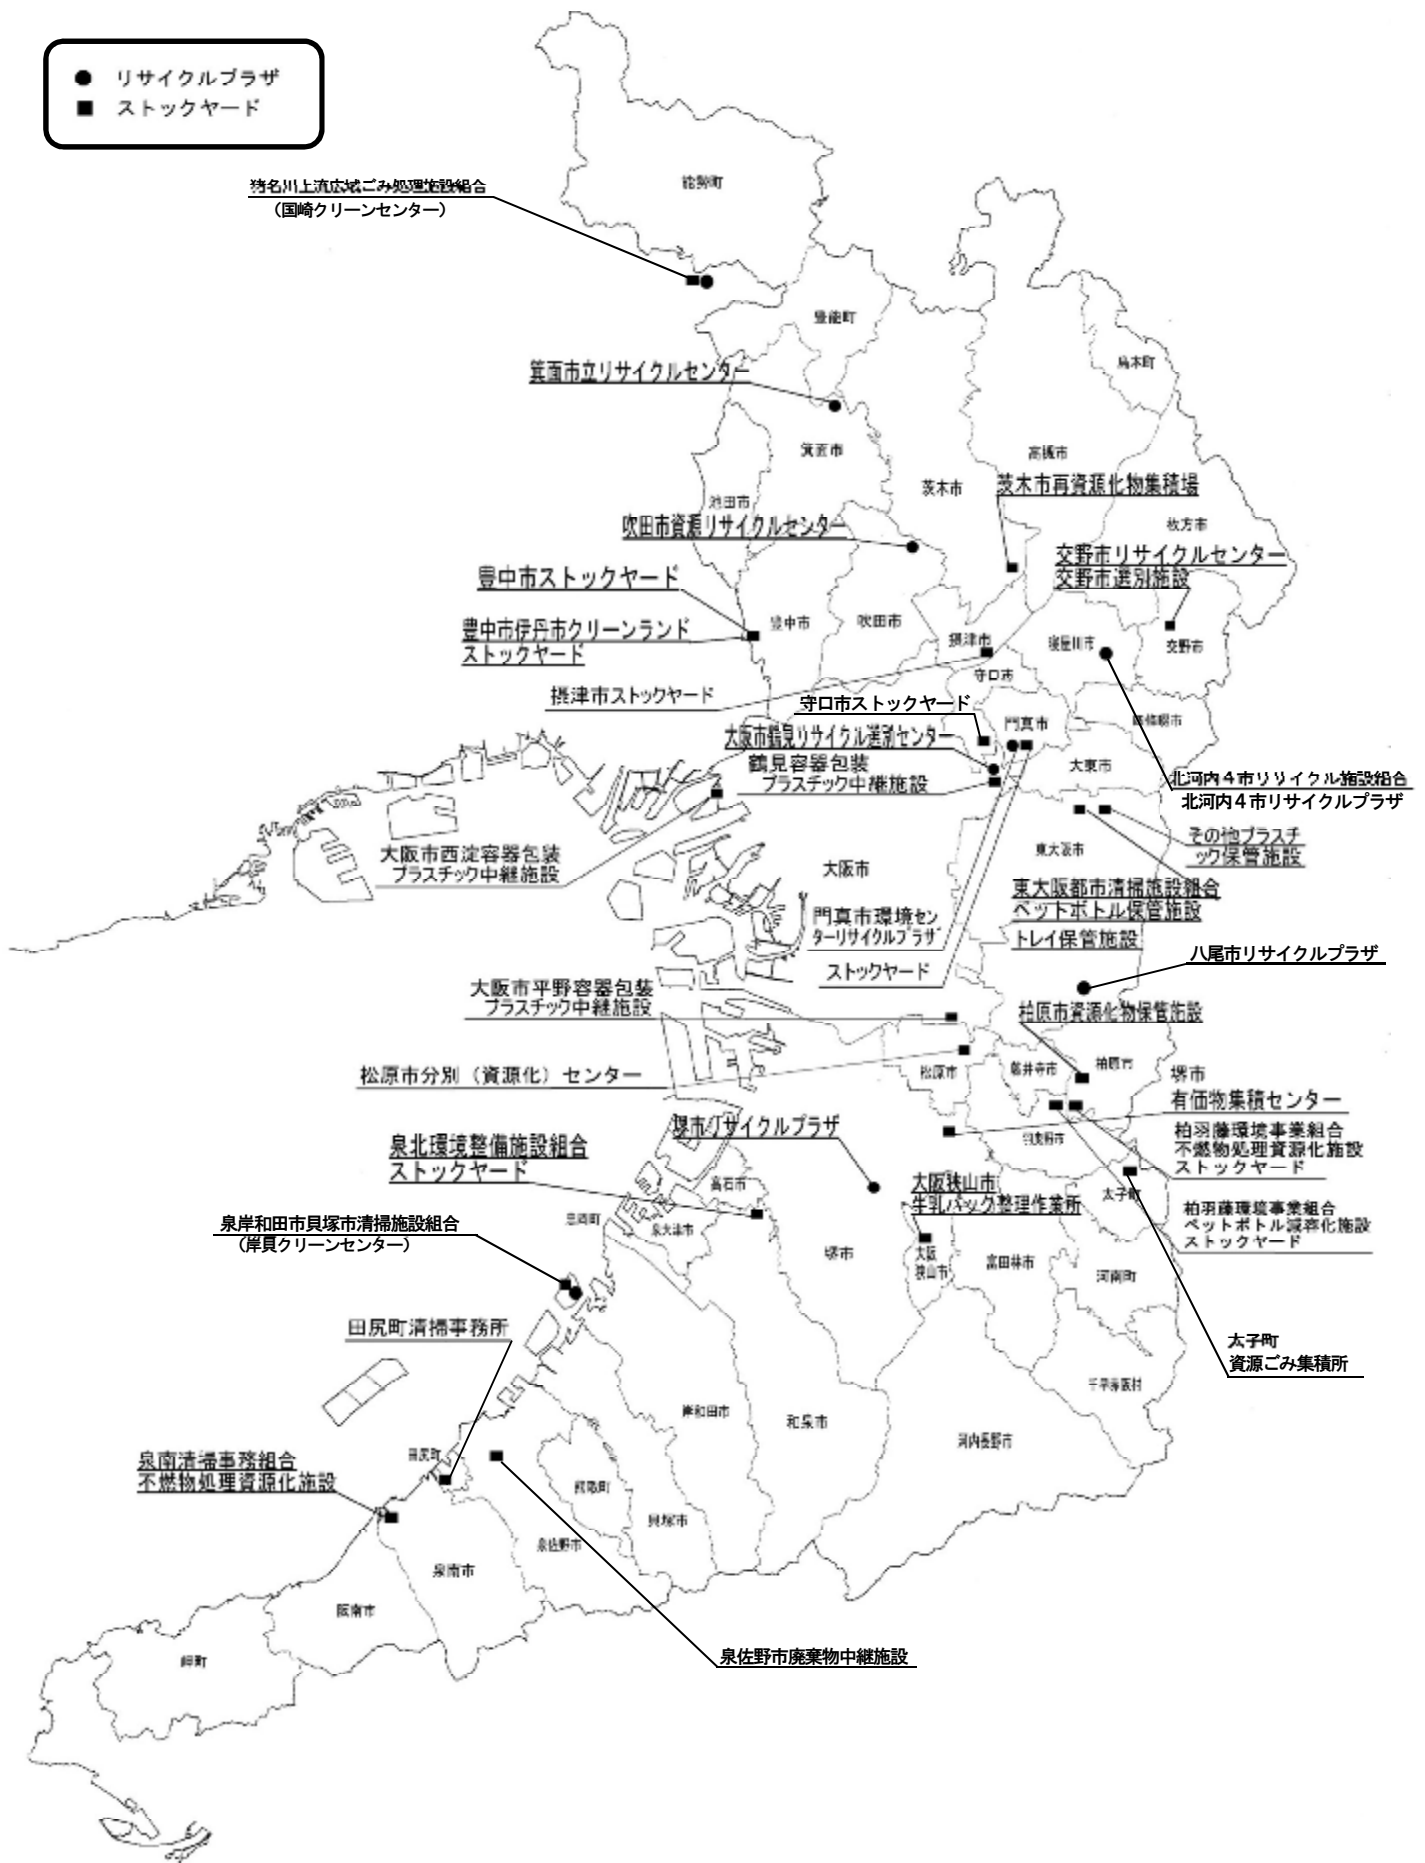 リサイクルプラザ
ストックヤード
猪名川上流広域ごみ処理施設組合
（国崎クリーンセンター）
能勢町
豊能町
島本町
箕面市立リサイクルセンター
箕面市
高槻市
池田市
茨木市
茨木市再資源化物集積場
吹田市資源リサイクルセンター
枚方市
交野市リサイクルセンター
交野市選別施設
豊中市ストックヤード
豊中市伊丹市クリーンランド
ストックヤード
豊中市
吹田市
摂津市
寝屋川市
交野市
守口市
摂津市ストックヤード
守口市ストックヤード
門真市
四條畷市
大阪市鶴見リサイクル選別センター
鶴見容器包装
プラスチック中継施設
大東市
北河内４市リサイクル施設組合
北河内４市リサイクルプラザ
その他プラスチ
ック保管施設
東大阪市
大阪市西淀容器包装
プラスチック中継施設
大阪市
東大阪都市清掃施設組合
ペットボトル保管施設
トレイ保管施設
門真市環境セン
ターリサイクルプラザ
ストックヤード
八尾市リサイクルプラザ
大阪市平野容器包装
プラスチック中継施設
柏原市資源化物保管施設
松原市分別（資源化）センター
松原市
藤井寺市
柏原市
堺市
有価物集積センター
堺市リサイクルプラザ
羽曳野市
柏羽藤環境事業組合
不燃物処理資源化施設
ストックヤード
泉北環境整備施設組合
ストックヤード
高石市
大阪狭山市
牛乳パック整理作業所
太子町
柏羽藤環境事業組合
ペットボトル減容化施設
ストックヤード
泉岸和田市貝塚市清掃施設組合
（岸貝クリーンセンター）
忠岡町
泉大津市
堺市
大阪
狭山市
富田林市
河南町
田尻町清掃事務所
太子町
資源ごみ集積所
千早赤阪村
岸和田市
和泉市
河内長野市
泉南清掃事務組合
不燃物処理資源化施設
田尻町
熊取町
貝塚市
泉佐野市
泉南市
阪南市
岬町
泉佐野市廃棄物中継施設